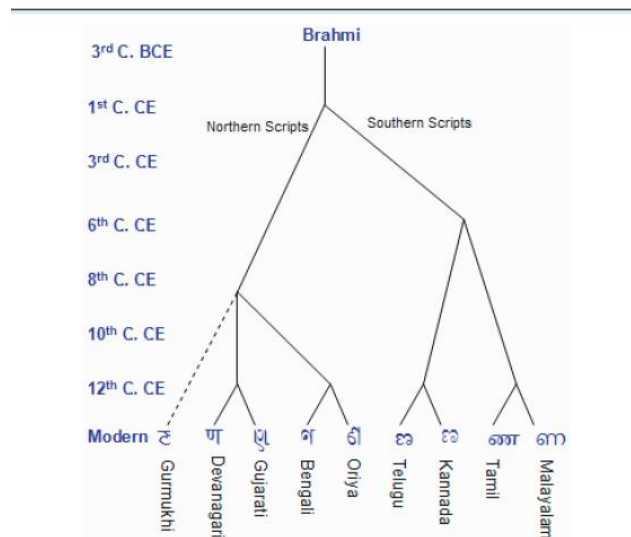 Brahmi
3rd C. BCE
1st C. CE
Northern Scripts
Southern Scripts
3rd C. CE
6th C. CE
8th C. CE
10th C. CE
12th C. CE
Modern ਣ ण ણ ণ ଣ ణ ಣ ண ണ
Gurmukhi
Devanagari
Gujarati
Bengali
Oriya
Telugu
Kannada
Tamil
Malayalam